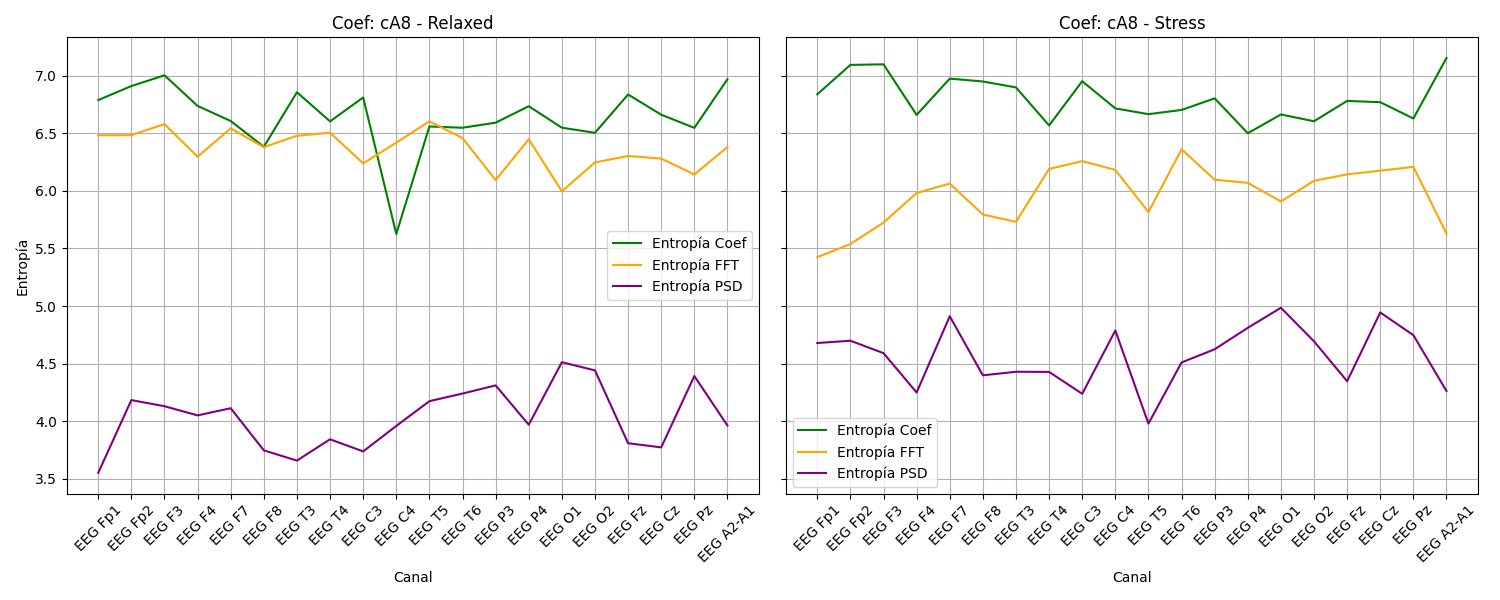 Coef: cA8 - Relaxed
Entropía
7.0
6.5
6.0
5.5
5.0
4.5
4.0
3.5
Entropía Coef
Entropía FFT
Entropía PSD
EEG Fp1
EEG Fp2
EEG F3
EEG F4
EEG F7
EEG F8
EEG T3
EEG T4
EEG C3
EEG C4
EEG T5
EEG T6
EEG P3
EEG P4
EEG O1
EEG O2
EEG Fz
EEG Cz
EEG Pz
EEG A2-A1
Canal
Coef: cA8 - Stress
Entropía Coef
Entropía FFT
Entropía PSD
EEG Fp1
EEG Fp2
EEG F3
EEG F4
EEG F7
EEG F8
EEG T3
EEG T4
EEG C3
EEG C4
EEG T5
EEG T6
EEG P3
EEG P4
EEG O1
EEG O2
EEG Fz
EEG Cz
EEG Pz
EEG A2-A1
Canal